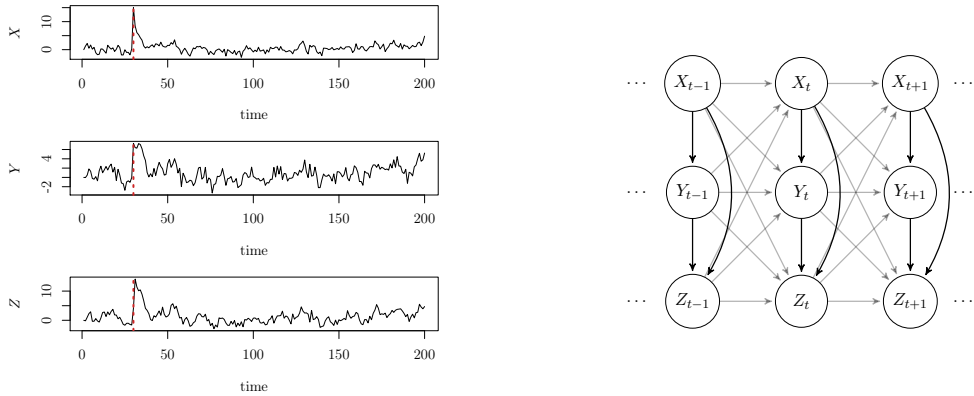 X
10
0
0 50 100 150 200
time
Y
4
-2
0 50 100 150 200
time
Z
10
0
0 50 100 150 200
time
··· X_{t−1} X_t X_{t+1} ···
··· Y_{t−1} Y_t Y_{t+1} ···
··· Z_{t−1} Z_t Z_{t+1} ···